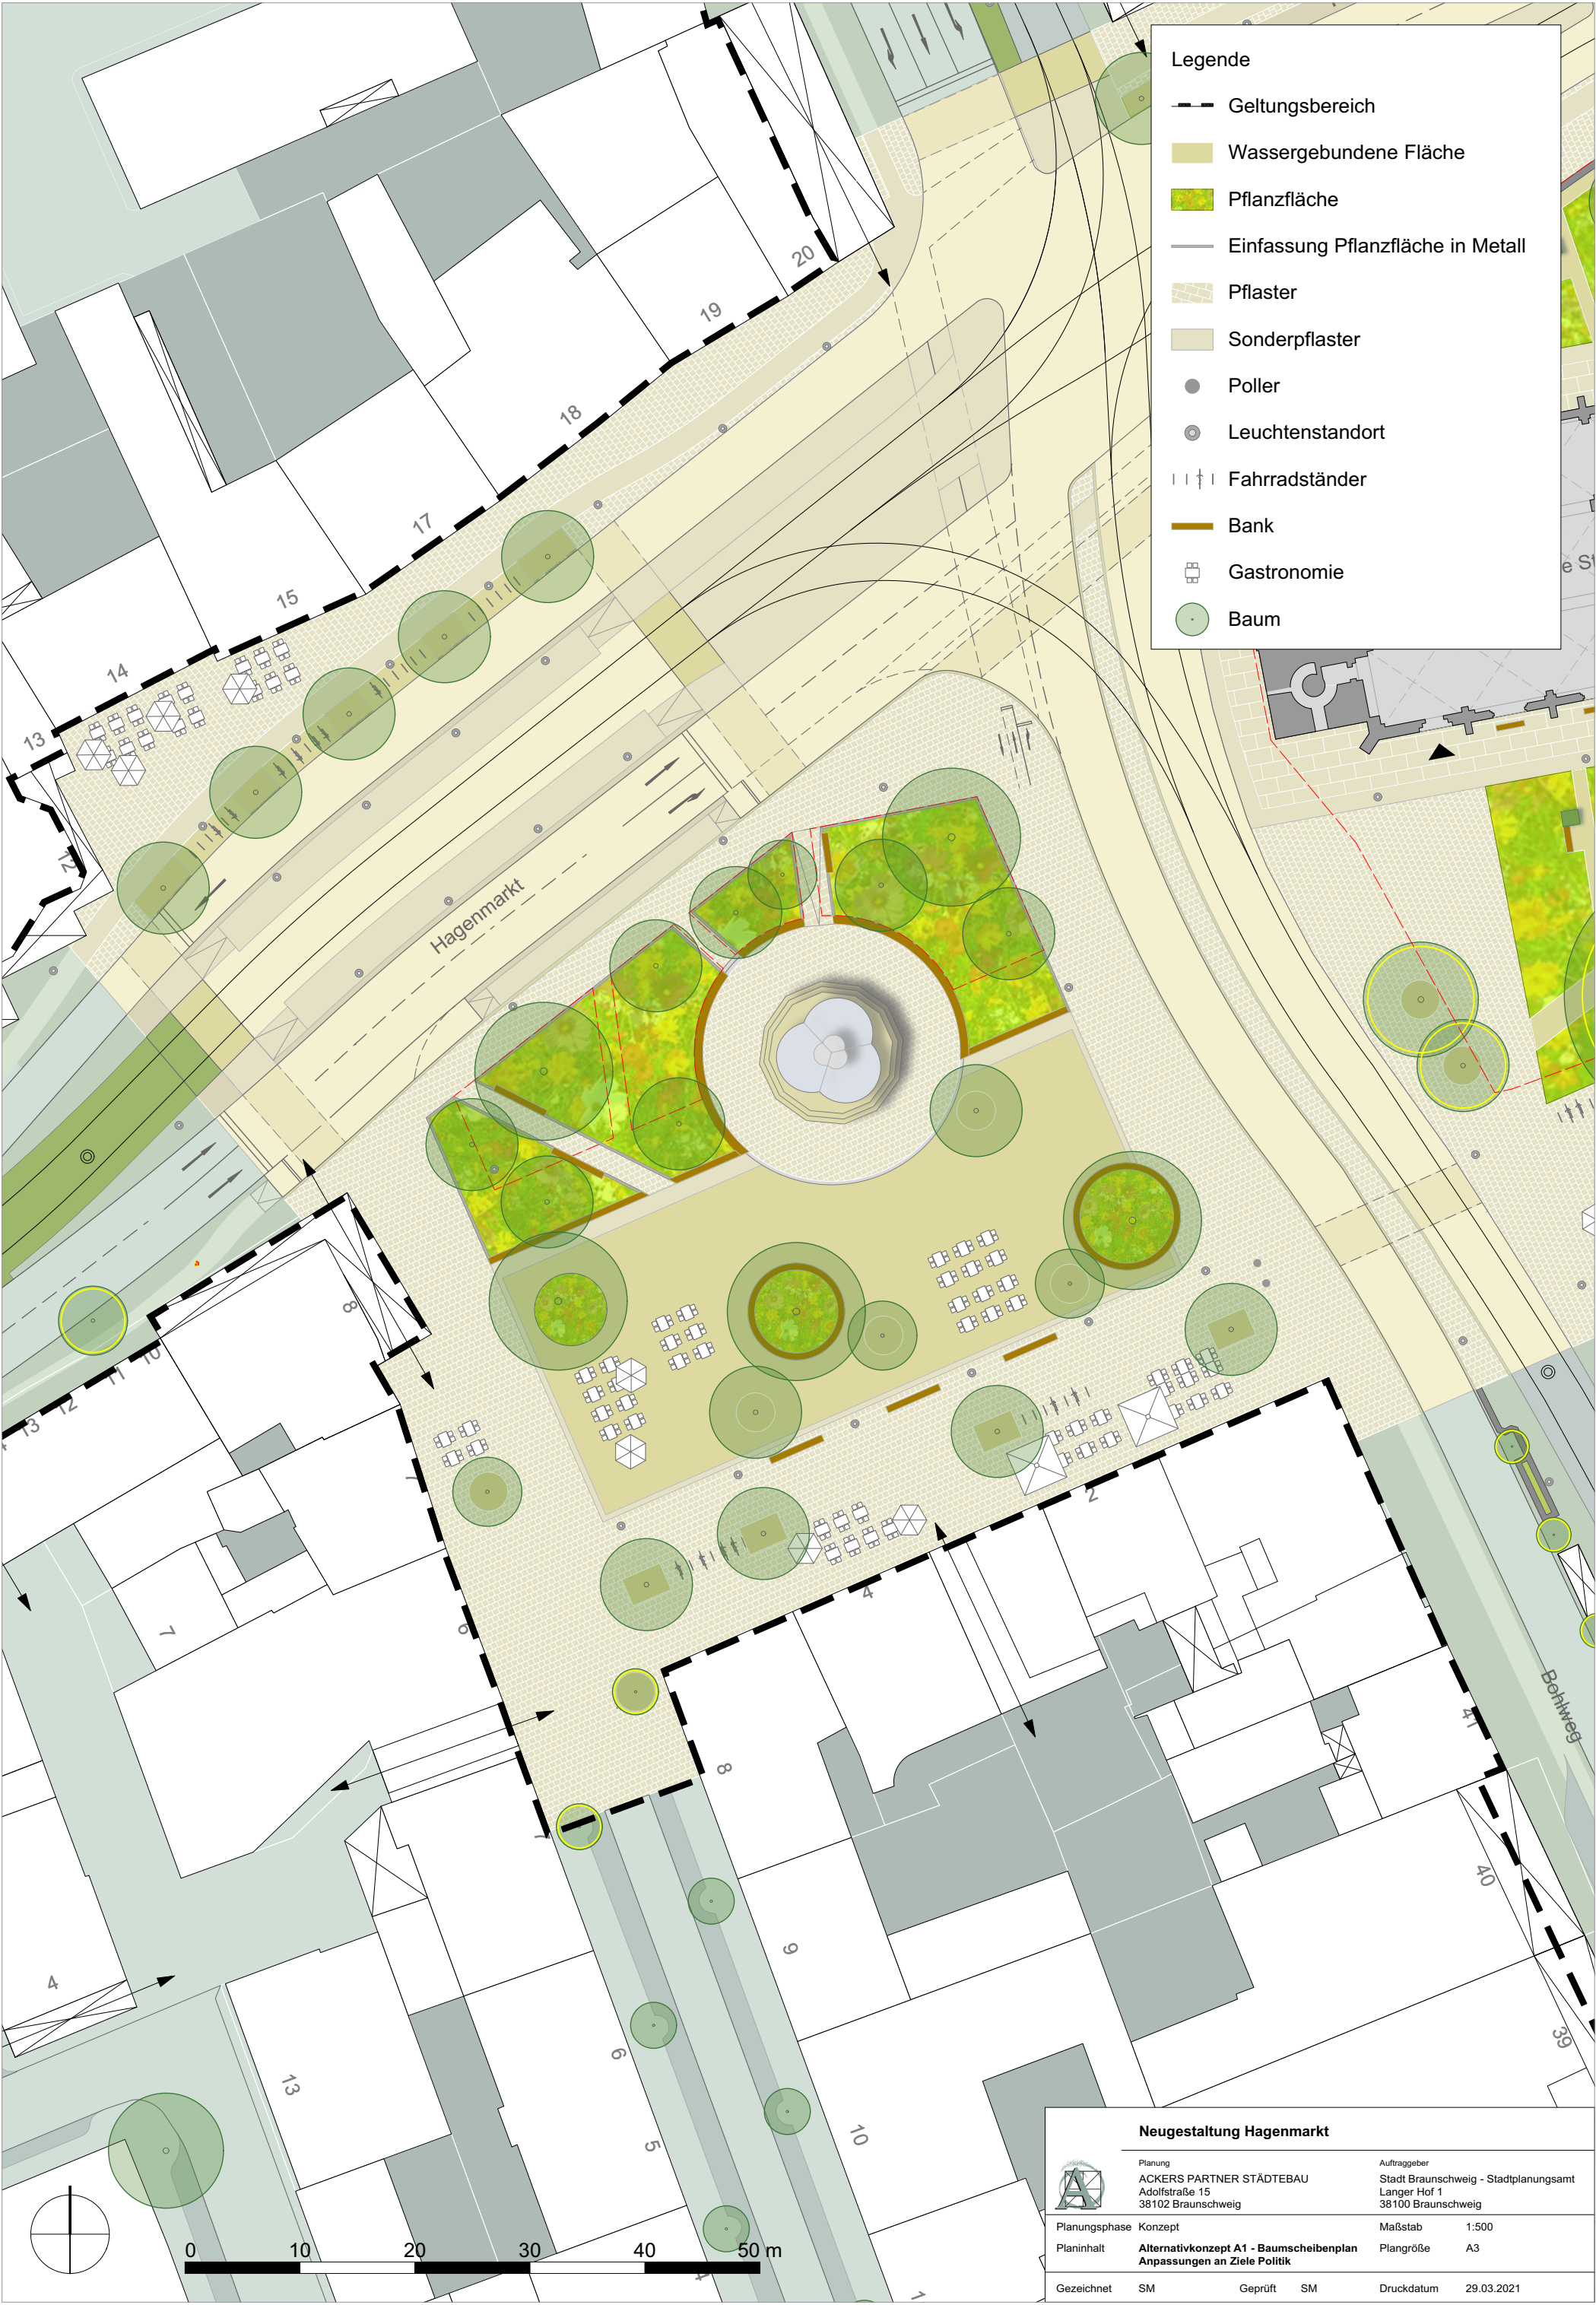 Legende
Geltungsbereich
Wassergebundene Fläche
Pflanzfläche
Einfassung Pflanzfläche in Metall
Pflaster
Sonderpflaster
Poller
Leuchtenstandort
Fahrradständer
Bank
Gastronomie
Baum
20
19
18
17
15
14
13
12
Hagenmarkt
e St
8
10
11
12
13
7
7
6
2
4
8
7
41
Bohlweg
40
39
9
4
13
6
5
10
4
1
0 10 20 30 40 50 m
Neugestaltung Hagenmarkt
Planung
ACKERS PARTNER STÄDTEBAU
Adolfstraße 15
38102 Braunschweig
Auftraggeber
Stadt Braunschweig - Stadtplanungsamt
Langer Hof 1
38100 Braunschweig
Planungsphase Konzept
Maßstab 1:500
Planinhalt Alternativkonzept A1 - Baumscheibenplan
Anpassungen an Ziele Politik
Plangröße A3
Gezeichnet SM Geprüft SM Druckdatum 29.03.2021